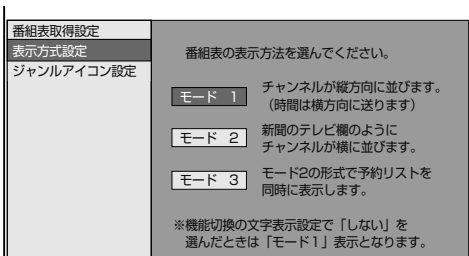 番組表取得設定
表示方式設定
ジャンルアイコン設定
番組表の表示方法を選んでください。
モード 1
チャンネルが縦方向に並びます。
（時間は横方向に送ります）
モード 2
新聞のテレビ欄のように
チャンネルが横に並びます。
モード 3
モード2の形式で予約リストを
同時に表示します。
※機能切換の文字表示設定で「しない」を
選んだときは「モード１」表示となります。